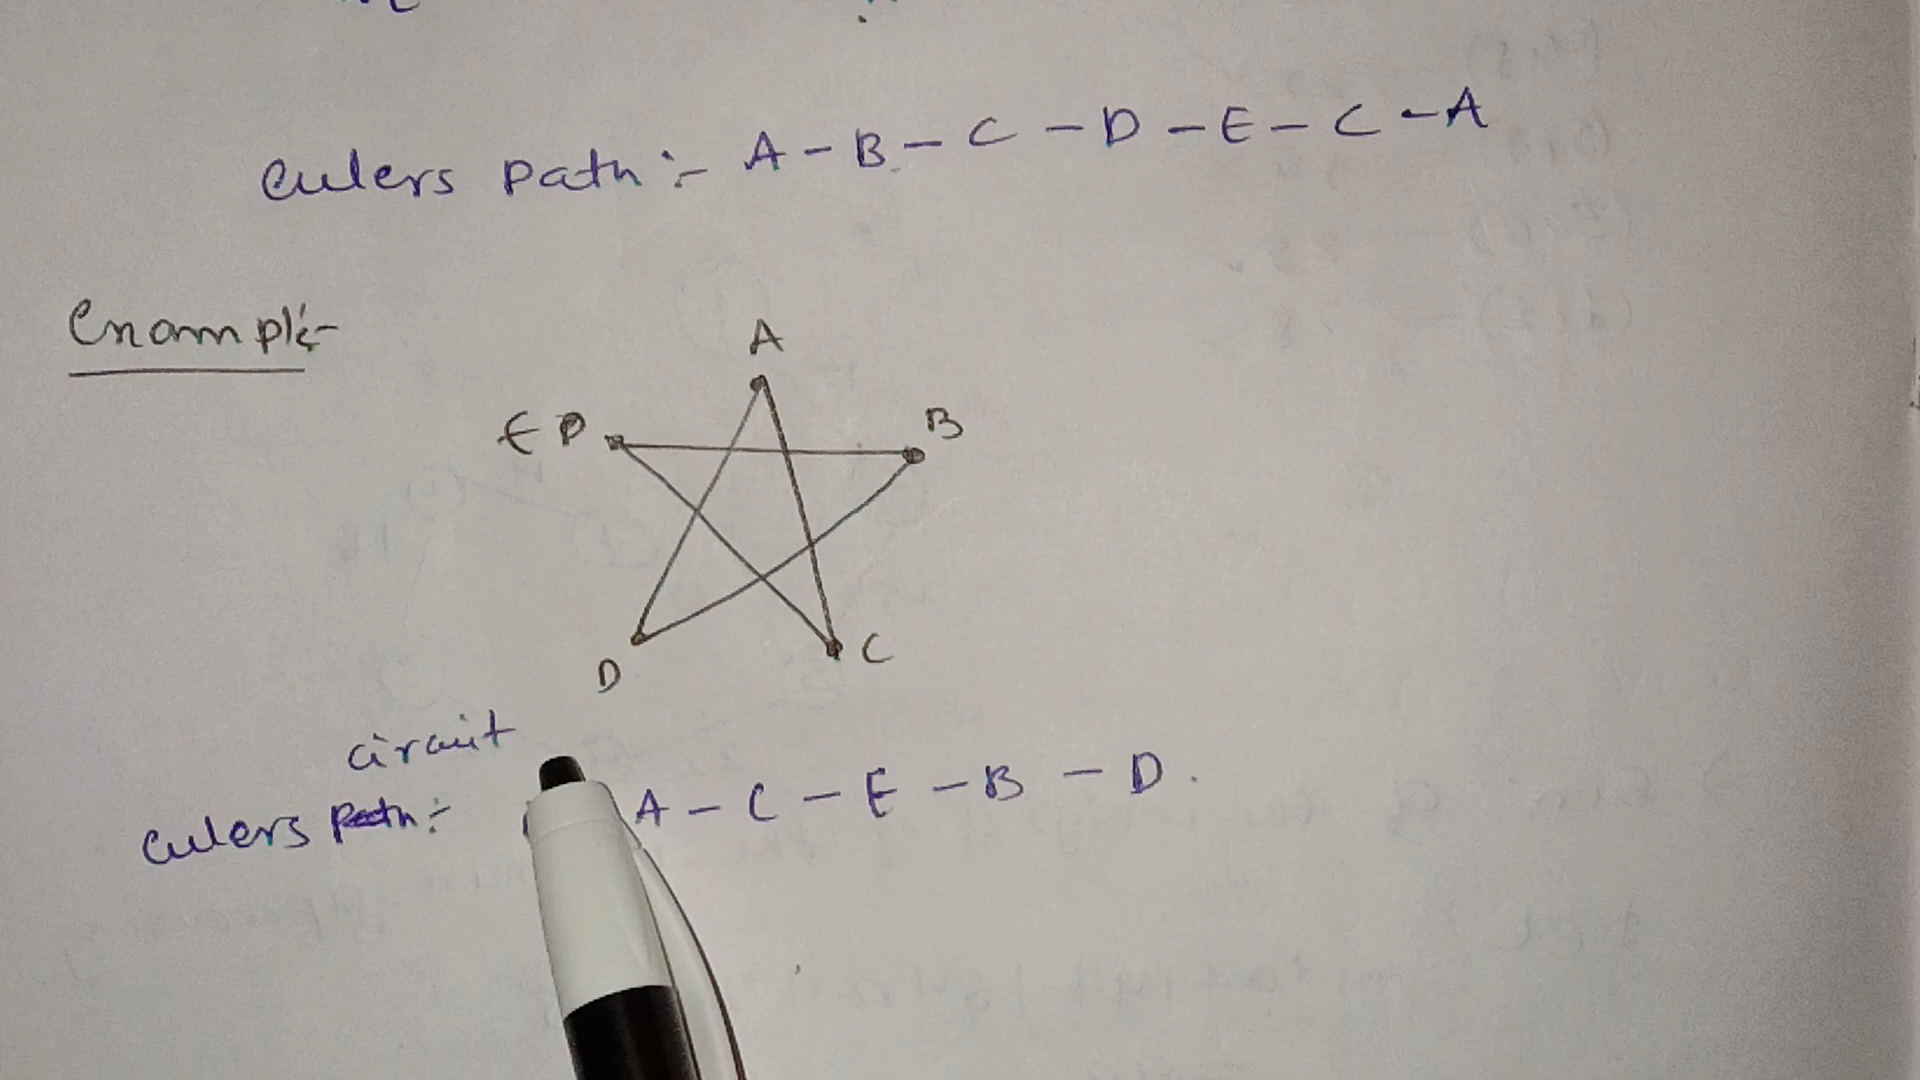 Eulers Path :- A - B - C - D - E - C - A
Example:-
A
E D
B
D
C
circuit
Eulers Path :- A - C - E - B - D .